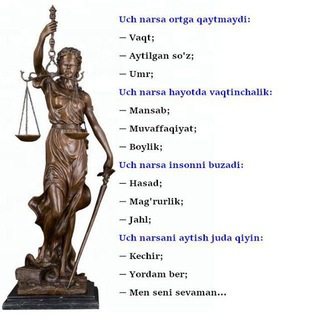 Uch narsa ortga qaytmaydi:
— Vaqt;
— Aytilgan so'z;
— Umr;
Uch narsa hayotda vaqtinchalik:
— Mansab;
— Muvaffaqiyat;
— Boylik;
Uch narsa insonni buzadi:
— Hasad;
— Mag'rurlik;
— Jahl;
Uch narsani aytish juda qiyin:
— Kechir;
— Yordam ber;
— Men seni sevaman...